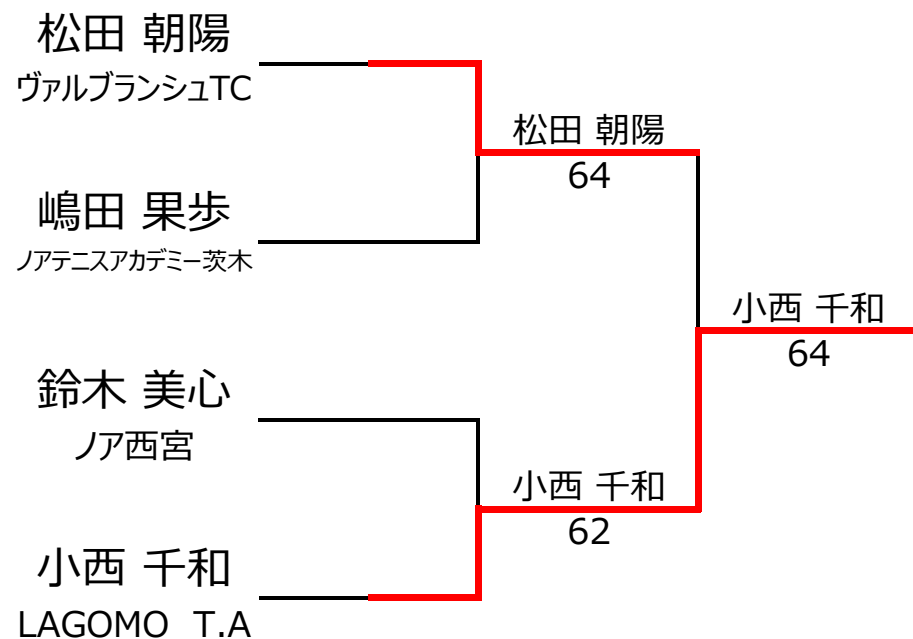 松田 朝陽
ヴァルブランシュTC
松田 朝陽
64
嶋田 果歩
ノアテニスアカデミー茨木
小西 千和
64
鈴木 美心
ノア西宮
小西 千和
62
小西 千和
LAGOMO T.A